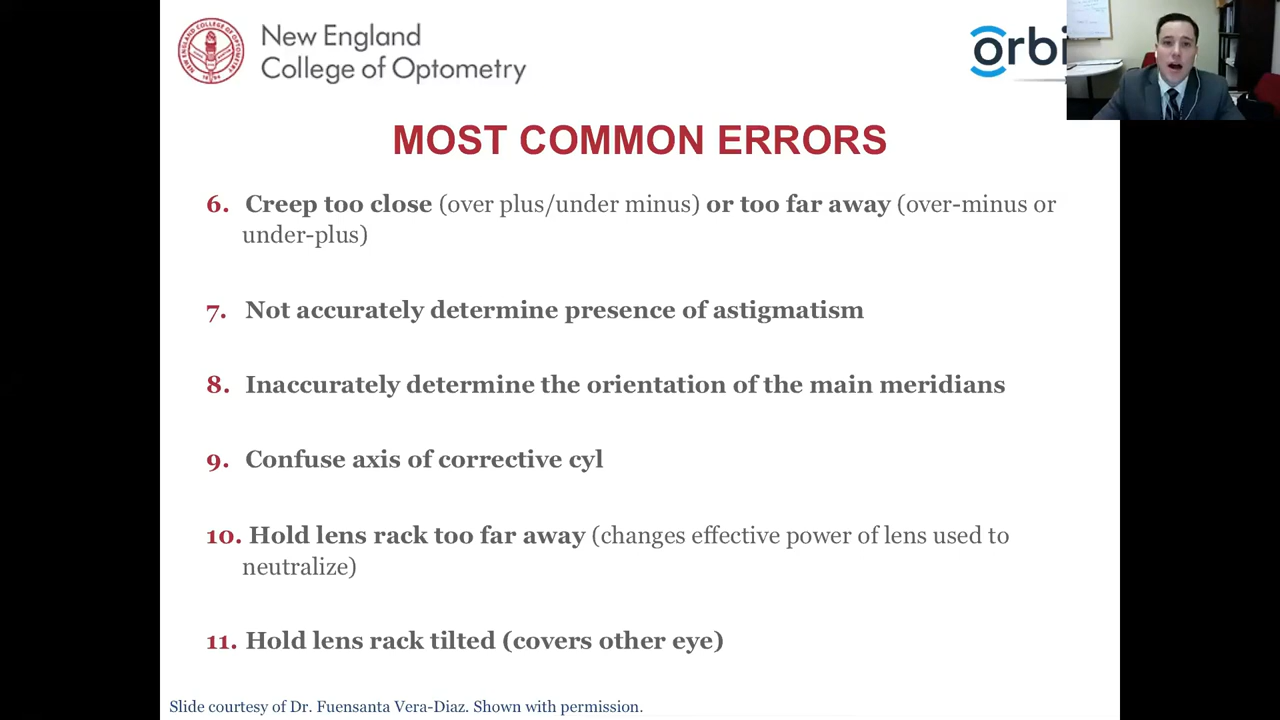 New England
College of Optometry
orbi
MOST COMMON ERRORS
6. Creep too close (over plus/under minus) or too far away (over-minus or
under-plus)
7. Not accurately determine presence of astigmatism
8. Inaccurately determine the orientation of the main meridians
9. Confuse axis of corrective cyl
10. Hold lens rack too far away (changes effective power of lens used to
neutralize)
11. Hold lens rack tilted (covers other eye)
Slide courtesy of Dr. Fuensanta Vera-Diaz. Shown with permission.